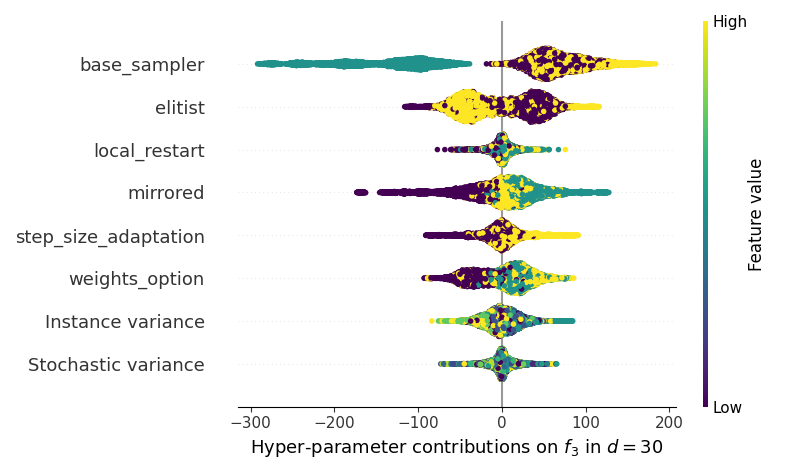 High
base_sampler
elitist
local_restart
mirrored
step_size_adaptation
weights_option
Instance variance
Stochastic variance
Feature value
Low
−300 −200 −100 0 100 200
Hyper-parameter contributions on f₃ in d = 30